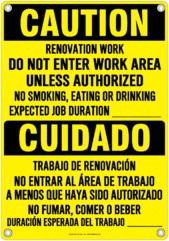 CAUTION
RENOVATION WORK
DO NOT ENTER WORK AREA
UNLESS AUTHORIZED
NO SMOKING, EATING OR DRINKING
EXPECTED JOB DURATION
CUIDADO
TRABAJO DE RENOVACIÓN
NO ENTRAR AL ÁREA DE TRABAJO
A MENOS QUE HAYA SIDO AUTORIZADO
NO FUMAR, COMER O BEBER
DURACIÓN ESPERADA DEL TRABAJO